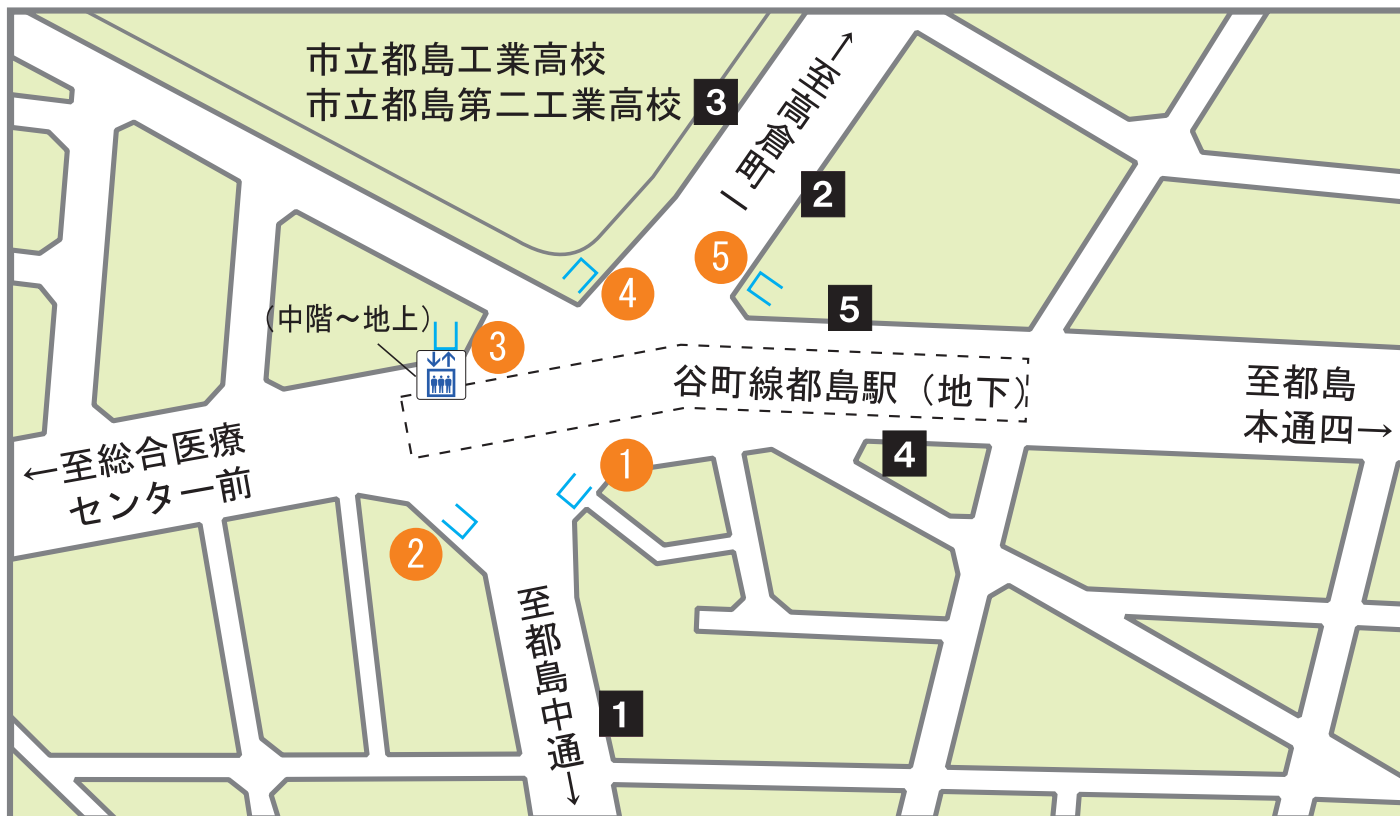 市立都島工業高校
市立都島第二工業高校
3
←至高倉町一
2
5
4
5
(中階〜地上)
3
谷町線都島駅（地下）
至都島
本通四→
←至総合医療
センター前
1
4
2
至都島中通→
1